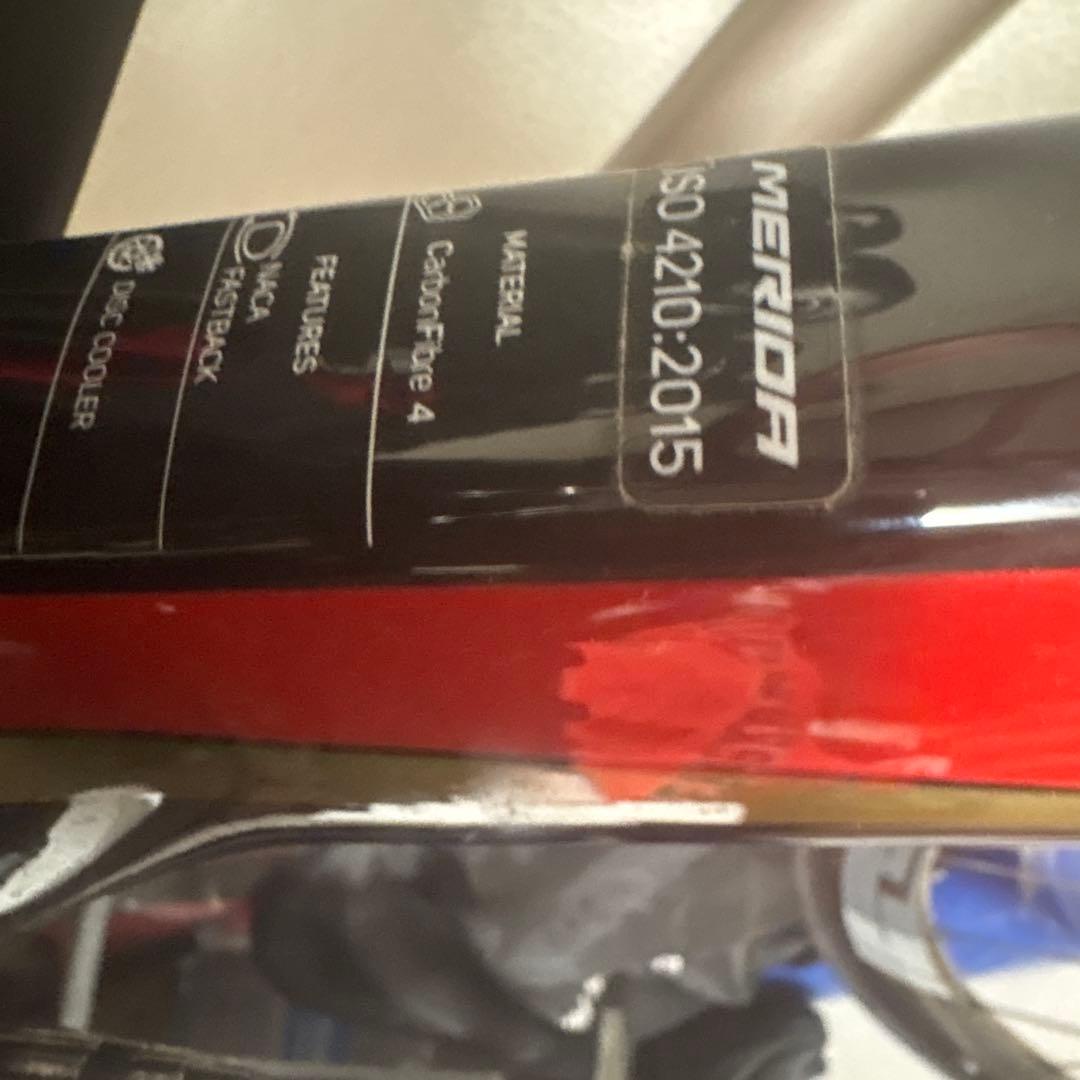 MERIDA
ISO 4210:2015
MATERIAL
CarbonFibre 4
FEATURES
NACA
FASTBACK
DISC COOLER